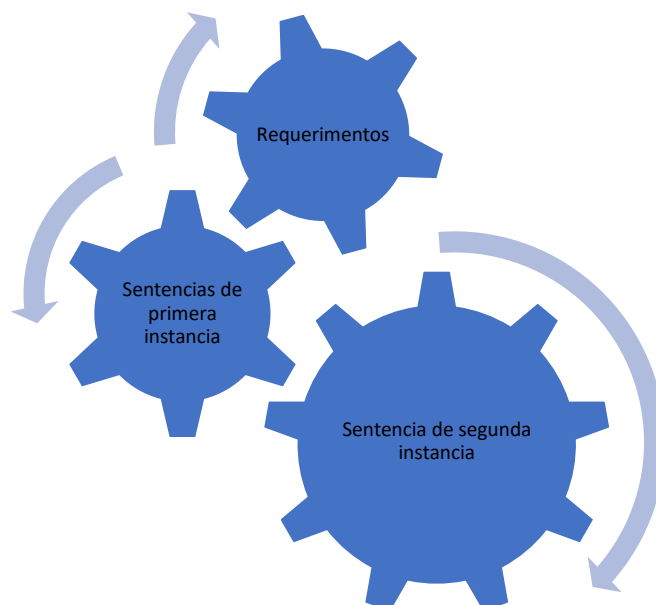 Requerimentos
Sentencias de
primera
instancia
Sentencia de segunda
instancia